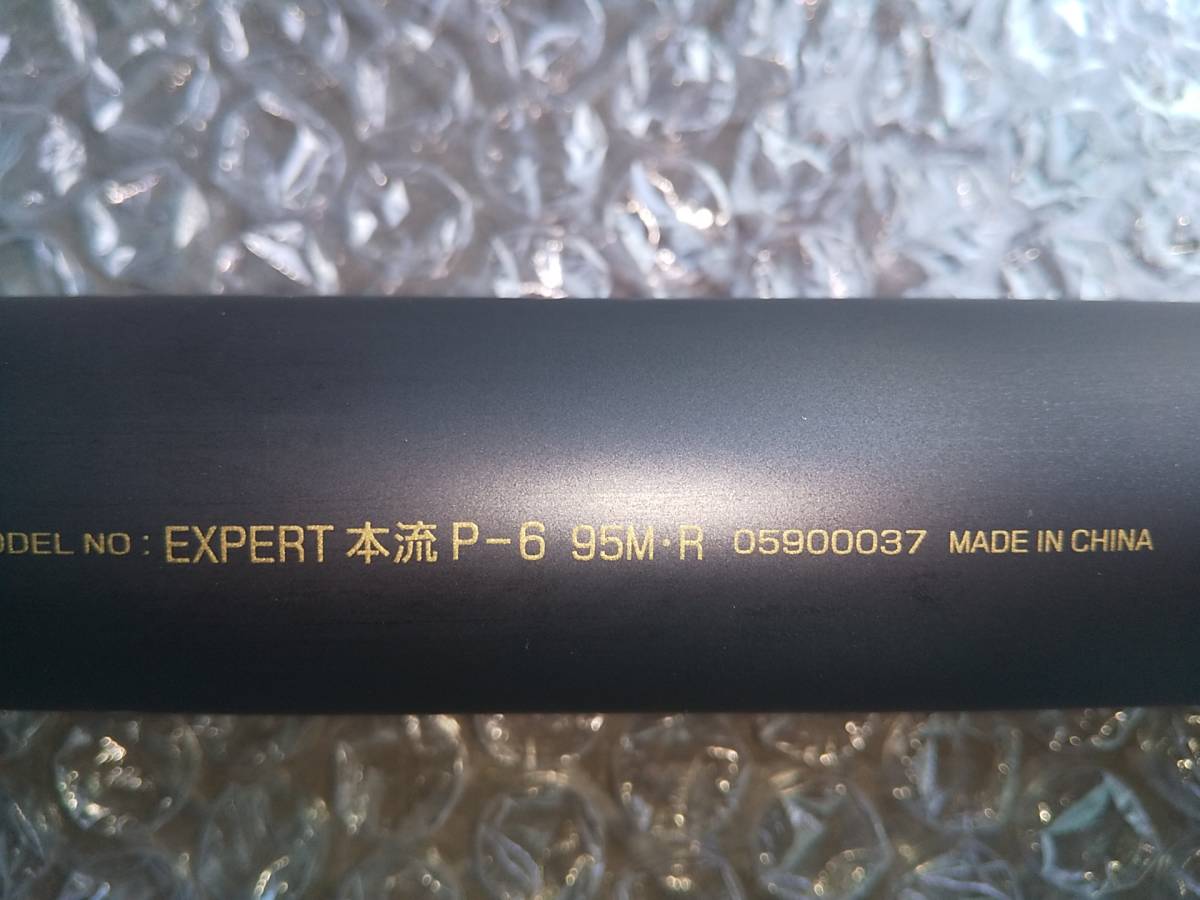 ODEL NO : EXPERT 本流 P-6 95M·R 05900037 MADE IN CHINA